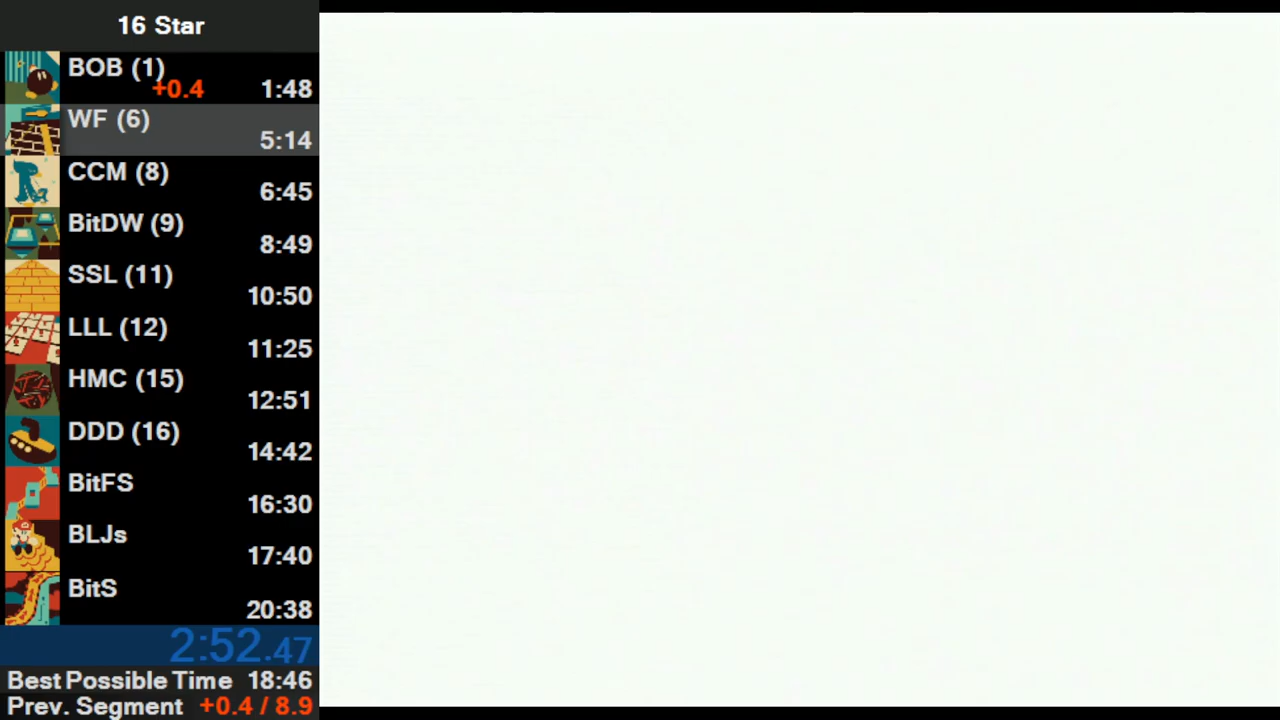 16 Star
BOB (1)
+0.4 1:48
WF (6)
5:14
CCM (8)
6:45
BitDW (9)
8:49
SSL (11)
10:50
LLL (12)
11:25
HMC (15)
12:51
DDD (16)
14:42
BitFS
16:30
BLJs
17:40
BitS
20:38
2:52.47
Best Possible Time 18:46
Prev. Segment +0.4 / 8.9